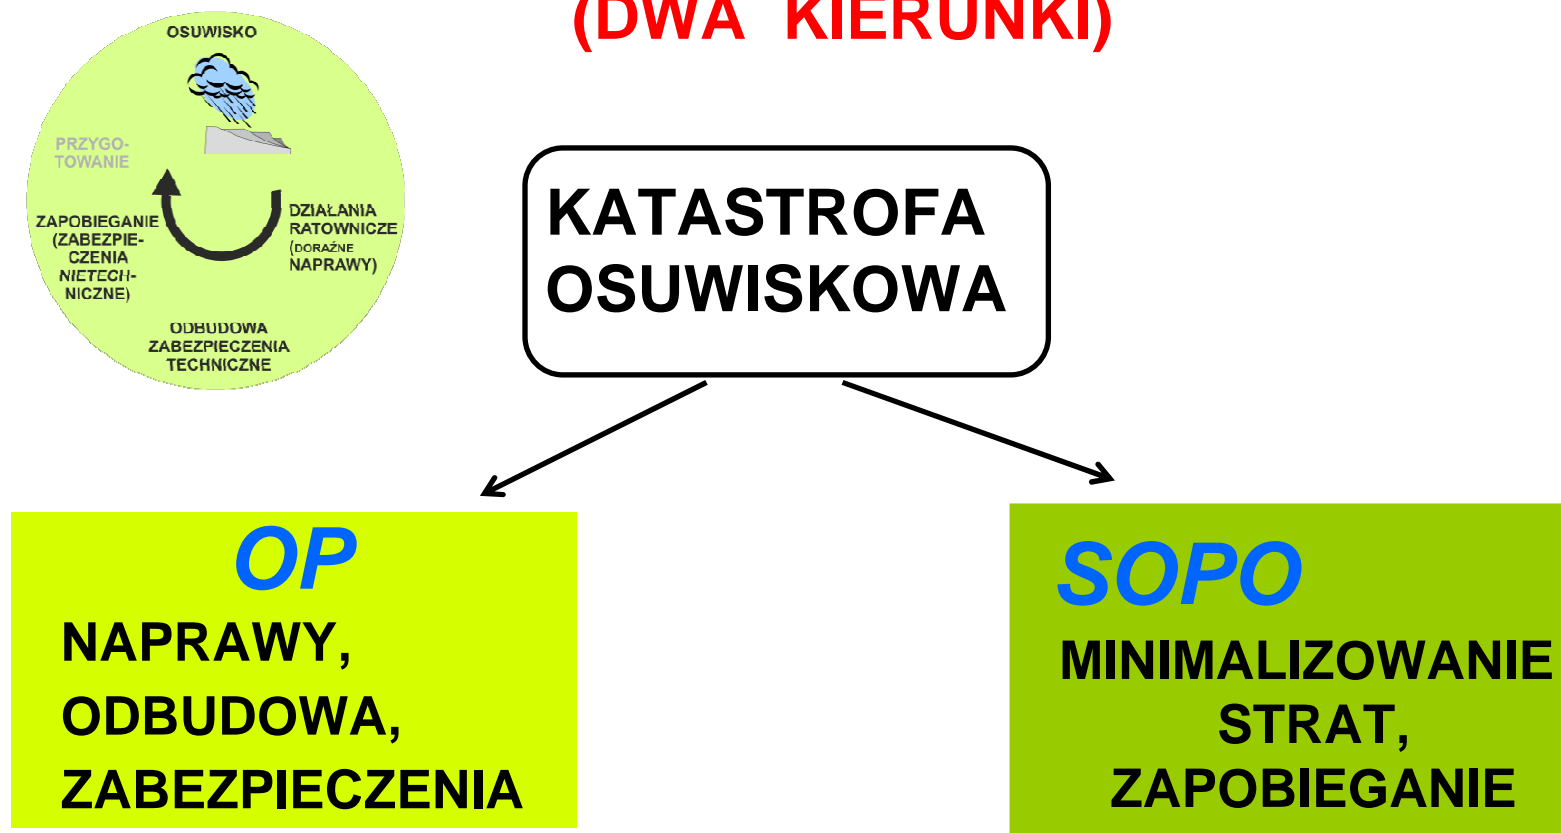 (DWA KIERUNKI)
OSUWISKO
PRZYGO-
TOWANIE
ZAPOBIEGANIE
(ZABEZPIE-
CZENIA
NIETECH-
NICZNE)
DZIAŁANIA
RATOWNICZE
(DORAŹNE
NAPRAWY)
ODBUDOWA
ZABEZPIECZENIA
TECHNICZNE
KATASTROFA
OSUWISKOWA
OP
NAPRAWY,
ODBUDOWA,
ZABEZPIECZENIA
SOPO
MINIMALIZOWANIE
STRAT,
ZAPOBIEGANIE